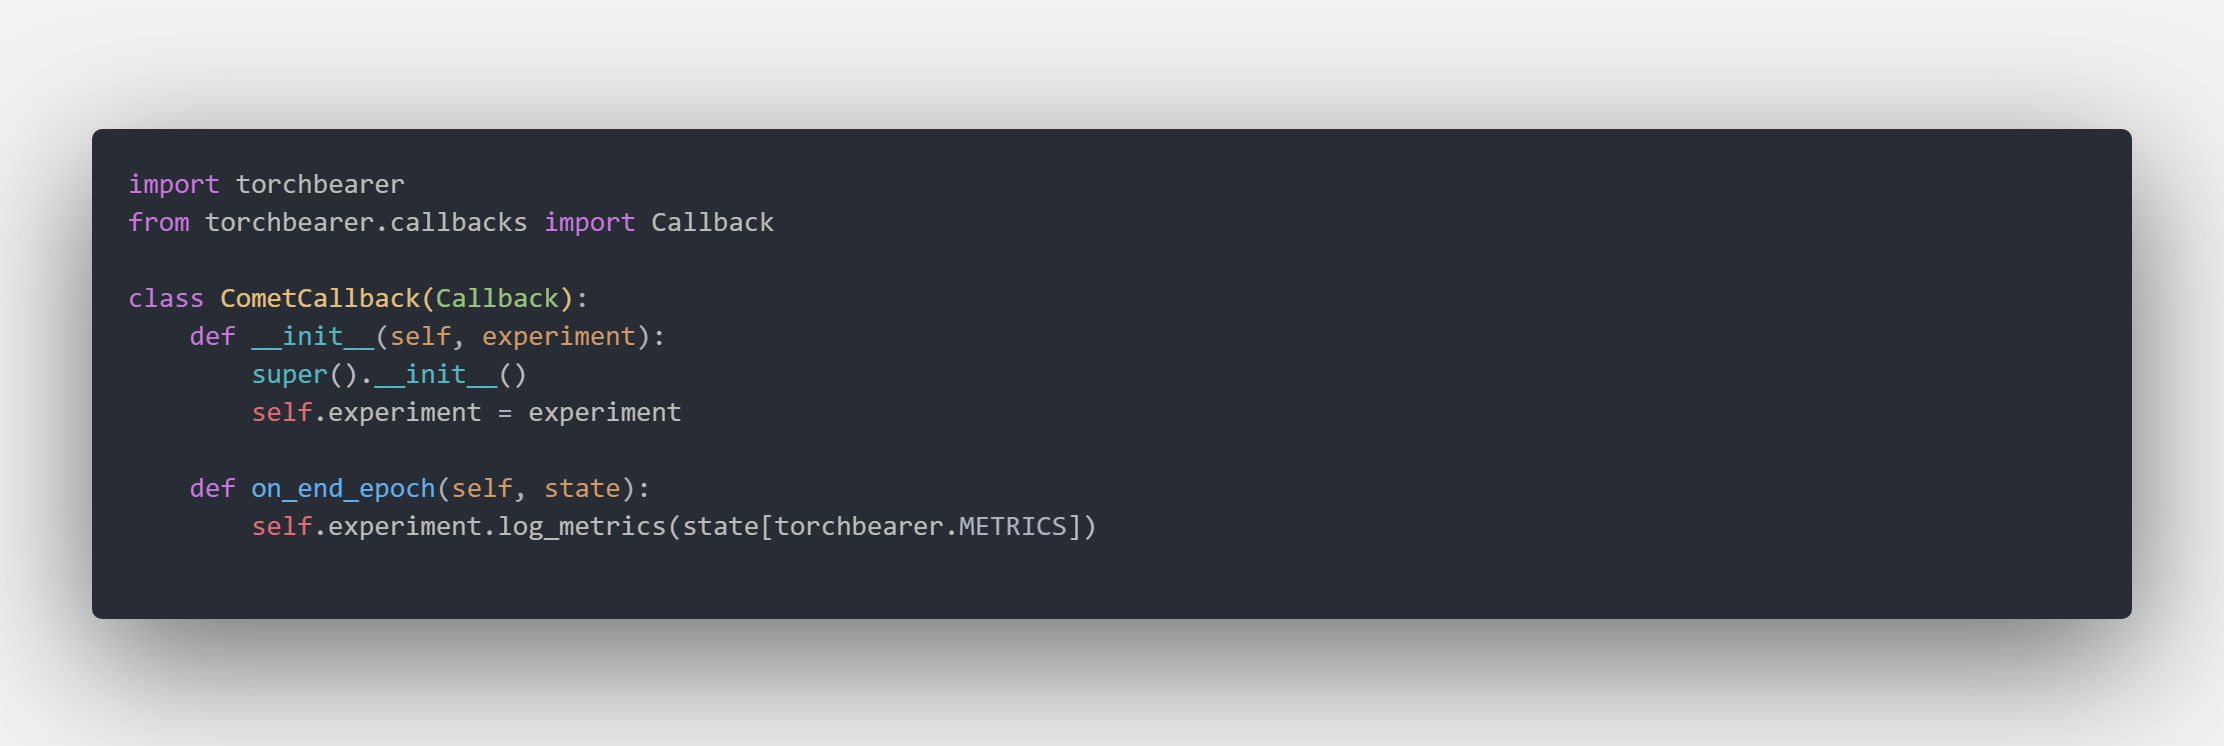 import torchbearer
from torchbearer.callbacks import Callback

class CometCallback(Callback):
    def __init__(self, experiment):
        super().__init__()
        self.experiment = experiment

    def on_end_epoch(self, state):
        self.experiment.log_metrics(state[torchbearer.METRICS])